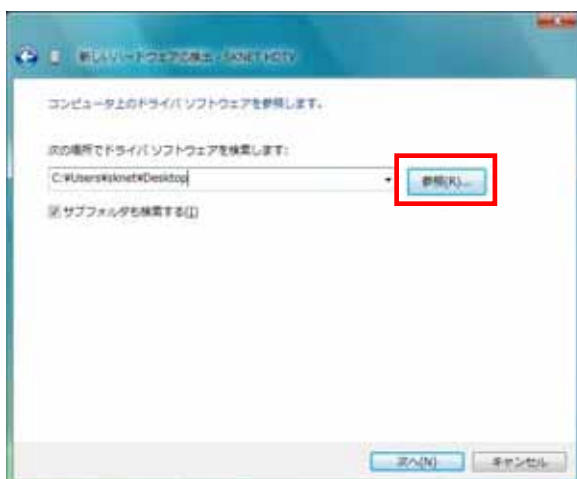 新しいハードウェアの検出 - SKNET HDTV
コンピュータ上のドライバ ソフトウェアを参照します。
次の場所でドライバ ソフトウェアを検索します:
C:¥Users¥sknet¥Desktop
参照(R)...
サブフォルダも検索する(I)
次へ(N)
キャンセル